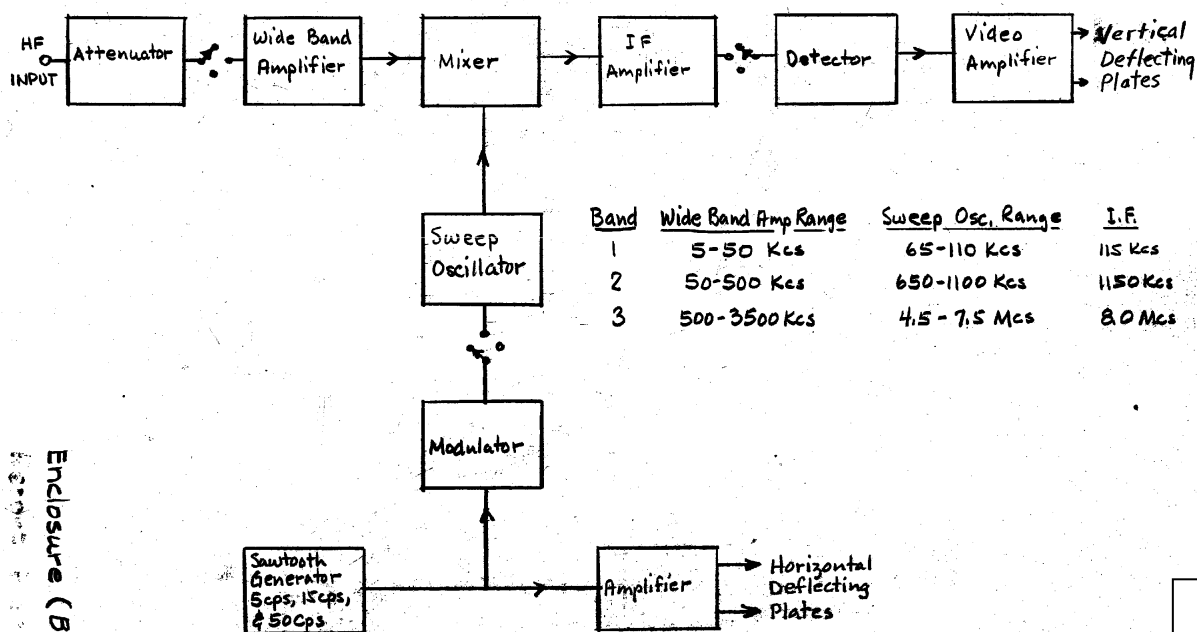 HF
INPUT
Attenuator
Wide Band
Amplifier
Mixer
IF
Amplifier
Detector
Video
Amplifier
Vertical
Deflecting
Plates
Sweep
Oscillator
Band Wide Band Amp Range Sweep Osc. Range I.F.
1 5-50 Kcs 65-110 Kcs 115 Kcs
2 50-500 Kcs 650-1100 Kcs 1150 Kcs
3 500-3500 Kcs 4.5-7.5 Mcs 8.0 Mcs
Modulator
Sawtooth
Generator
5cps, 15cps,
& 50Cps
Amplifier
Horizontal
Deflecting
Plates
Enclosure (B